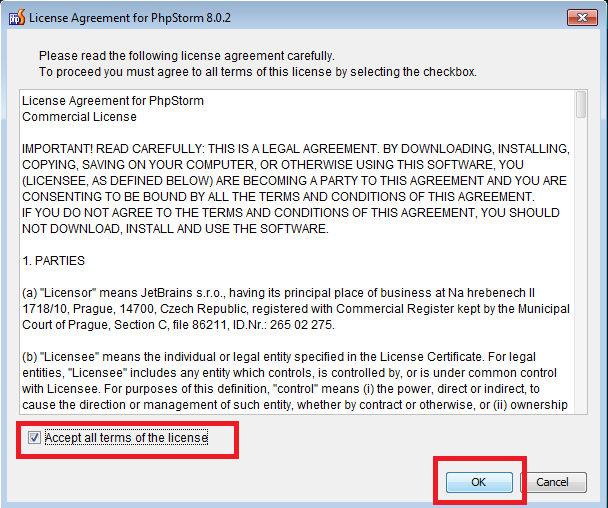 License Agreement for PhpStorm 8.0.2
Please read the following license agreement carefully.
To proceed you must agree to all terms of this license by selecting the checkbox.
License Agreement for PhpStorm
Commercial License
IMPORTANT! READ CAREFULLY: THIS IS A LEGAL AGREEMENT. BY DOWNLOADING, INSTALLING,
COPYING, SAVING ON YOUR COMPUTER, OR OTHERWISE USING THIS SOFTWARE, YOU
(LICENSEE, AS DEFINED BELOW) ARE BECOMING A PARTY TO THIS AGREEMENT AND YOU ARE
CONSENTING TO BE BOUND BY ALL THE TERMS AND CONDITIONS OF THIS AGREEMENT.
IF YOU DO NOT AGREE TO THE TERMS AND CONDITIONS OF THIS AGREEMENT, YOU SHOULD
NOT DOWNLOAD, INSTALL AND USE THE SOFTWARE.
1. PARTIES
(a) "Licensor" means JetBrains s.r.o., having its principal place of business at Na hrebenech II
1718/10, Prague, 14700, Czech Republic, registered with Commercial Register kept by the Municipal
Court of Prague, Section C, file 86211, ID.Nr.: 265 02 275.
(b) "Licensee" means the individual or legal entity specified in the License Certificate. For legal
entities, "Licensee" includes any entity which controls, is controlled by, or is under common control
with Licensee. For purposes of this definition, "control" means (i) the power, direct or indirect, to
cause the direction or management of such entity, whether by contract or otherwise, or (ii) ownership
Accept all terms of the license
OK
Cancel